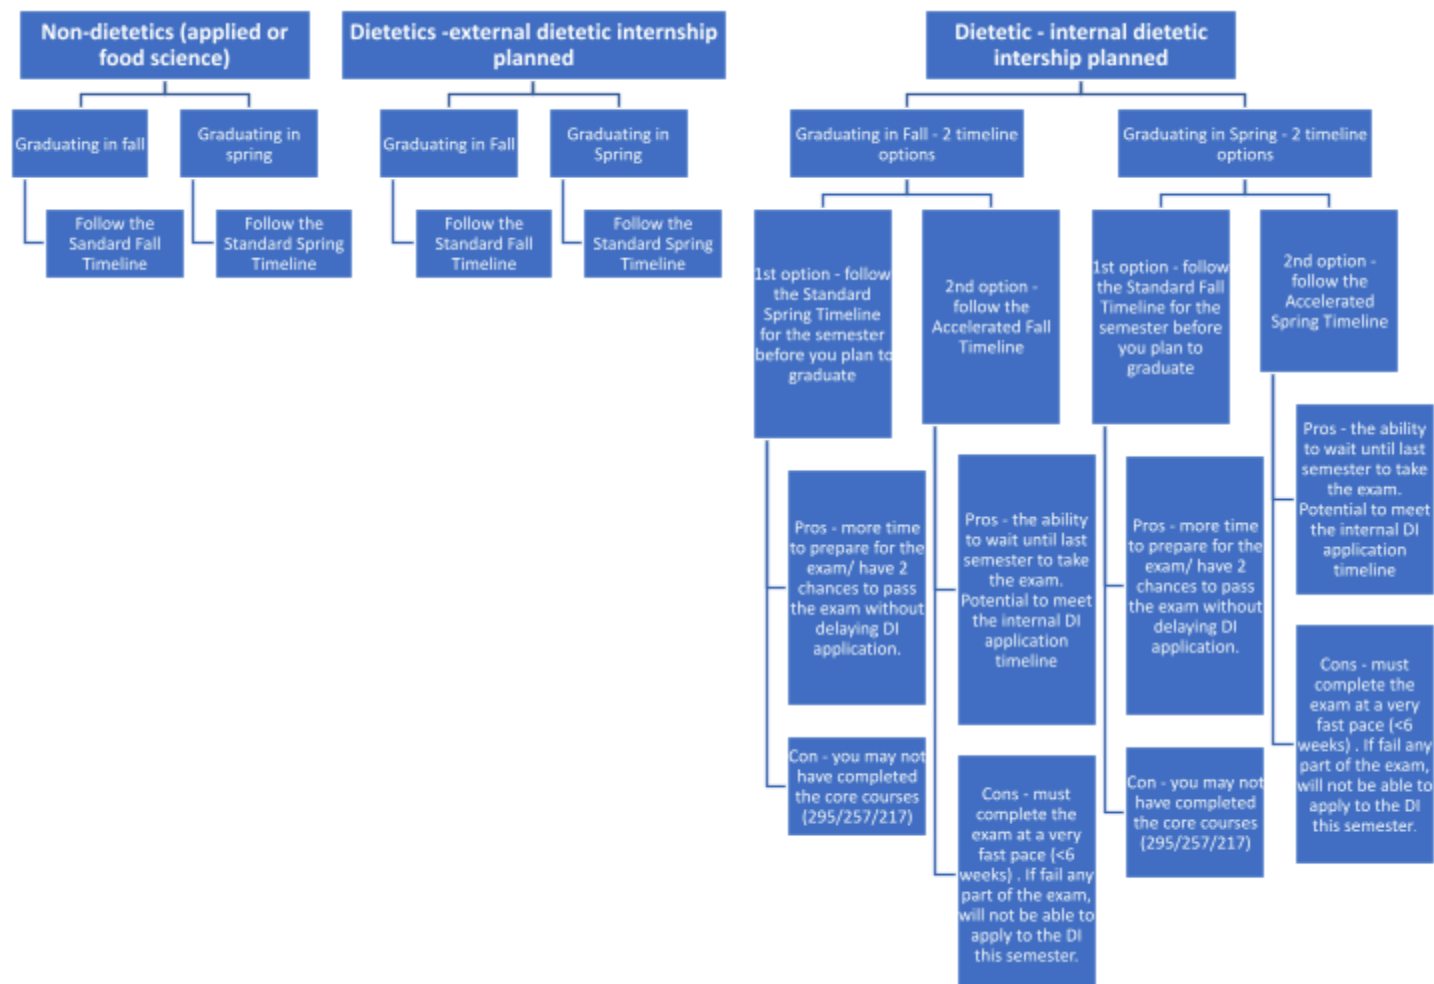 Non-dietetics (applied or
food science)
Graduating in fall
Follow the
Sandard Fall
Timeline
Graduating in
spring
Follow the
Standard Spring
Timeline
Dietetics -external dietetic internship
planned
Graduating in Fall
Follow the
Standard Fall
Timeline
Graduating in
Spring
Follow the
Standard Spring
Timeline
Dietetic - internal dietetic
intership planned
Graduating in Fall - 2 timeline
options
1st option - follow
the Standard
Spring Timeline
for the semester
before you plan to
graduate
Pros - more time
to prepare for the
exam/ have 2
chances to pass
the exam without
delaying DI
application.
Con - you may not
have completed
the core courses
(295/257/217)
2nd option -
follow the
Accelerated Fall
Timeline
Pros - the ability
to wait until last
semester to take
the exam.
Potential to meet
the internal DI
application
timeline
Cons - must
complete the
exam at a very
fast pace (<6
weeks) . If fail any
part of the exam,
will not be able to
apply to the DI
this semester.
Graduating in Spring - 2 timeline
options
1st option - follow
the Standard Fall
Timeline for the
semester before
you plan to
graduate
Pros - more time
to prepare for the
exam/ have 2
chances to pass
the exam without
delaying DI
application.
Con - you may not
have completed
the core courses
(295/257/217)
2nd option -
follow the
Accelerated
Spring Timeline
Pros - the ability
to wait until last
semester to take
the exam.
Potential to meet
the internal DI
application
timeline
Cons - must
complete the
exam at a very
fast pace (<6
weeks) . If fail any
part of the exam,
will not be able to
apply to the DI
this semester.